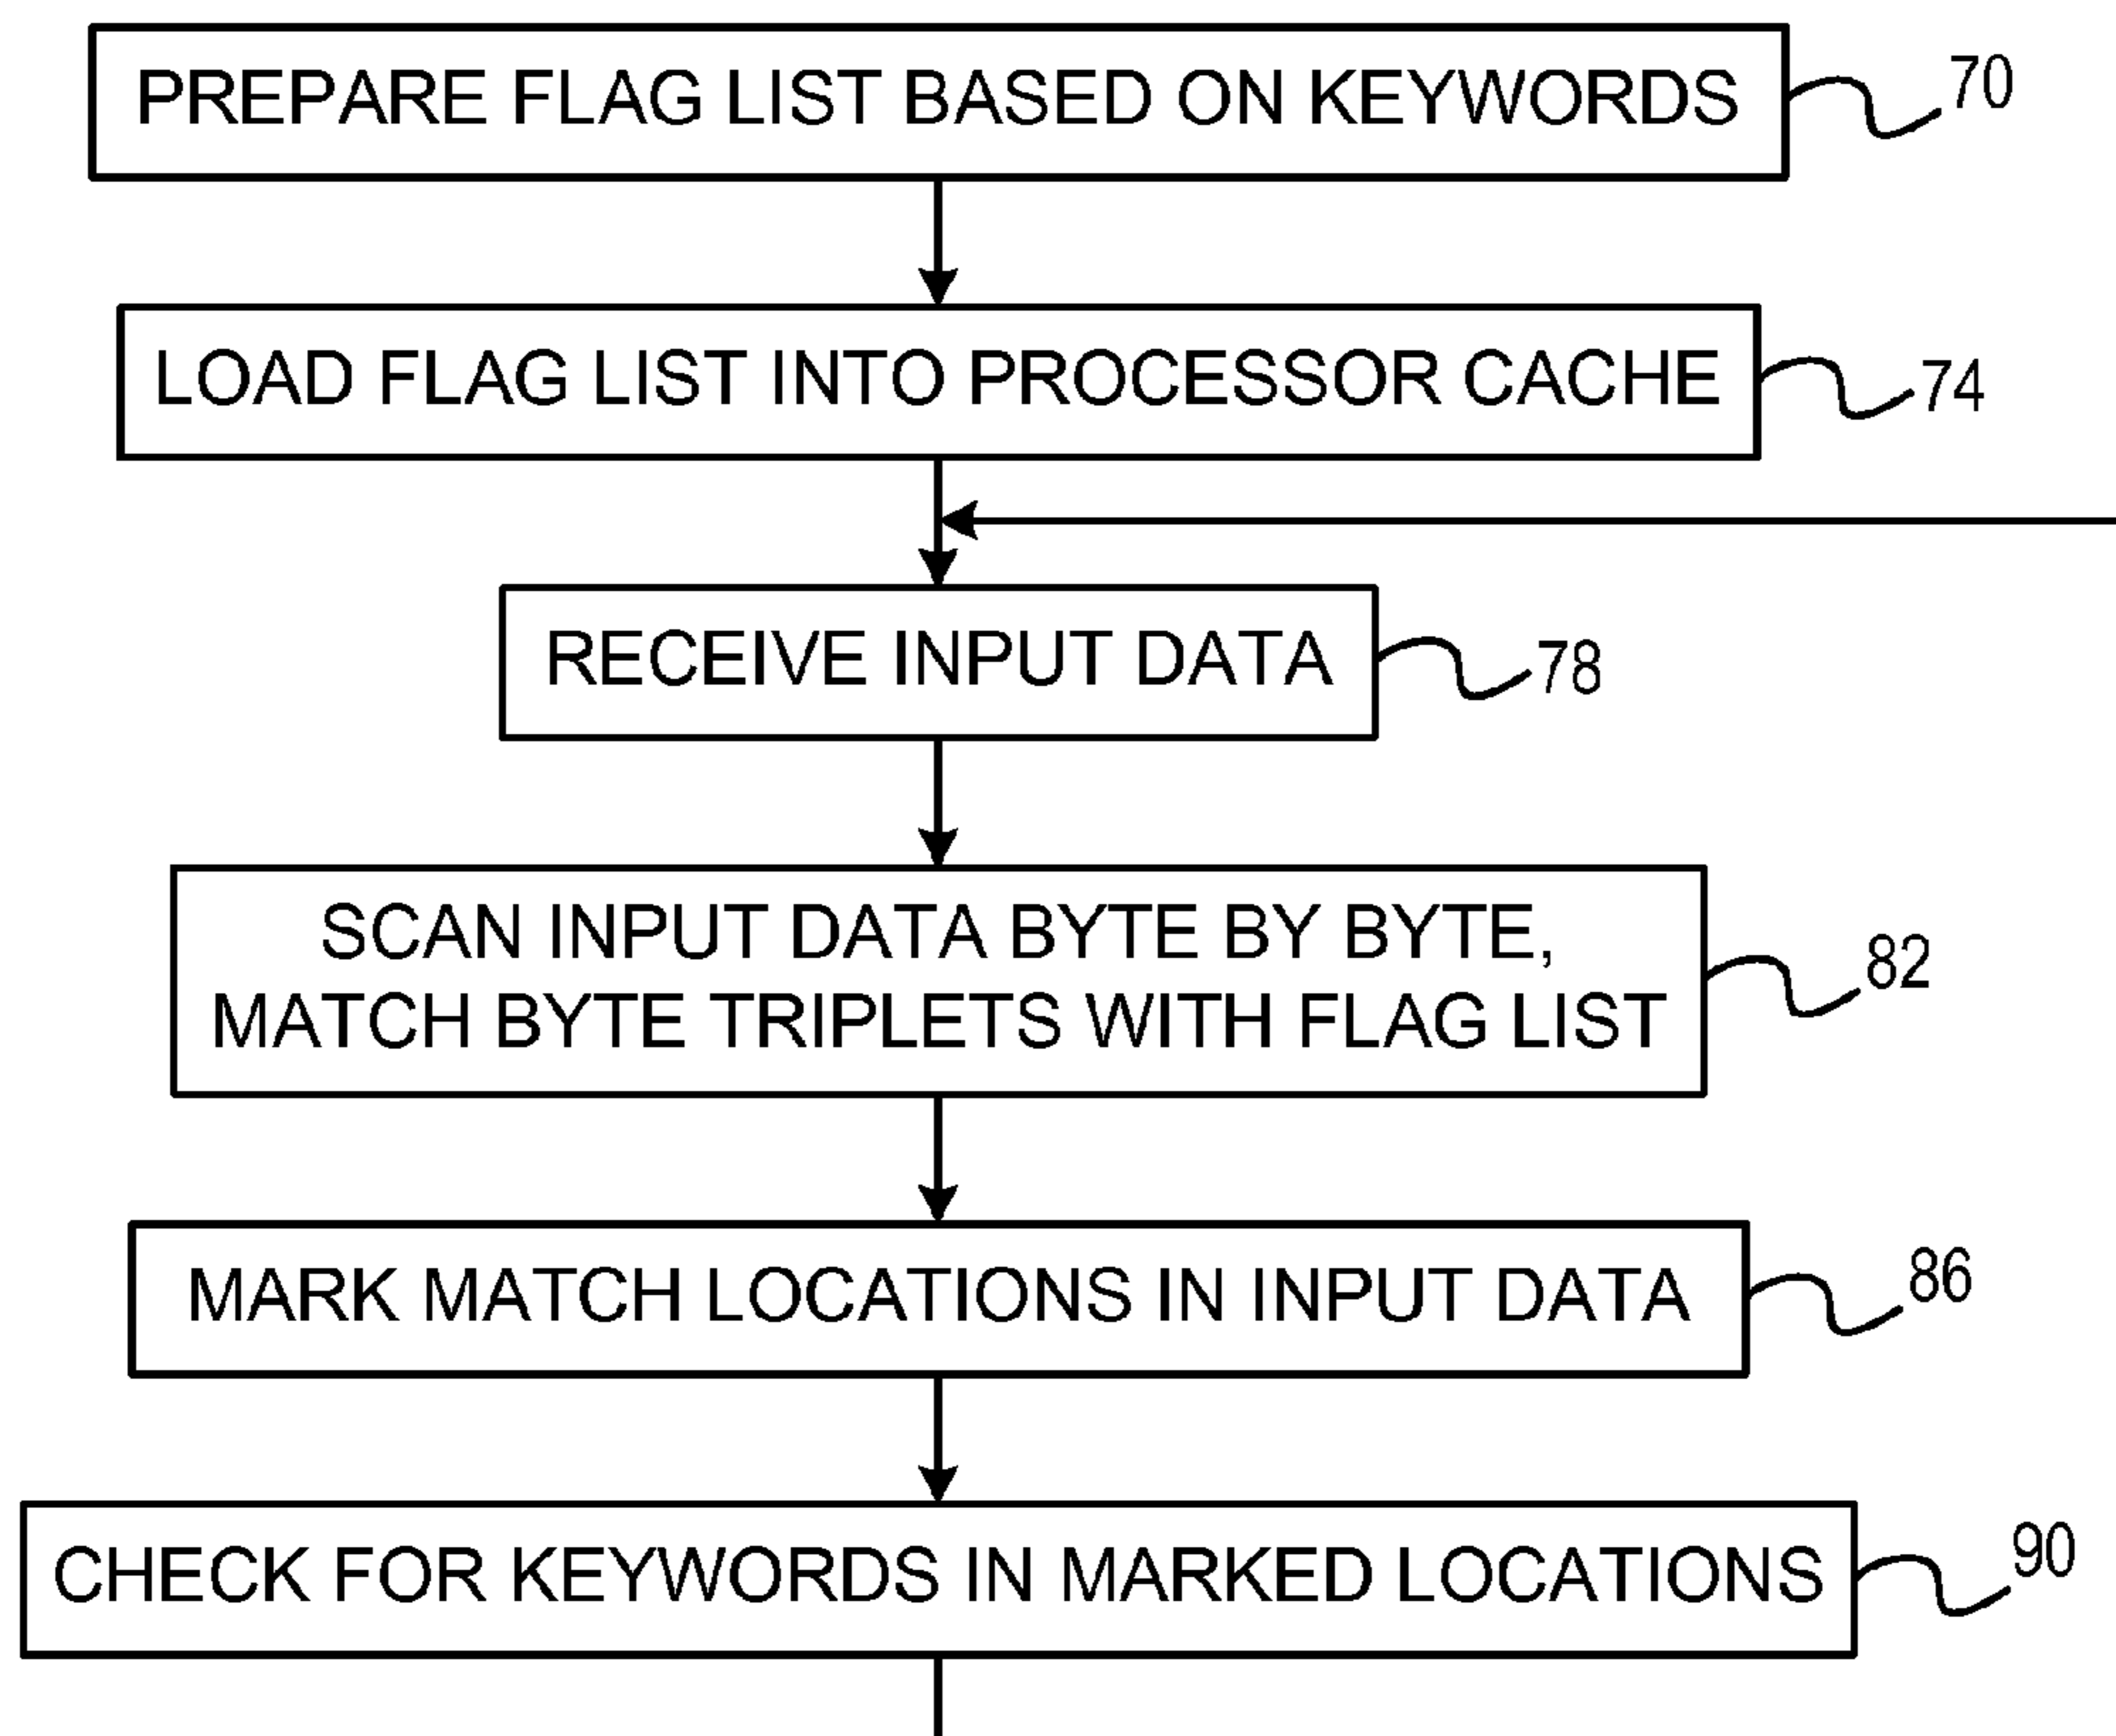 PREPARE FLAG LIST BASED ON KEYWORDS
70
LOAD FLAG LIST INTO PROCESSOR CACHE
74
RECEIVE INPUT DATA
78
SCAN INPUT DATA BYTE BY BYTE,
MATCH BYTE TRIPLETS WITH FLAG LIST
82
MARK MATCH LOCATIONS IN INPUT DATA
86
CHECK FOR KEYWORDS IN MARKED LOCATIONS
90